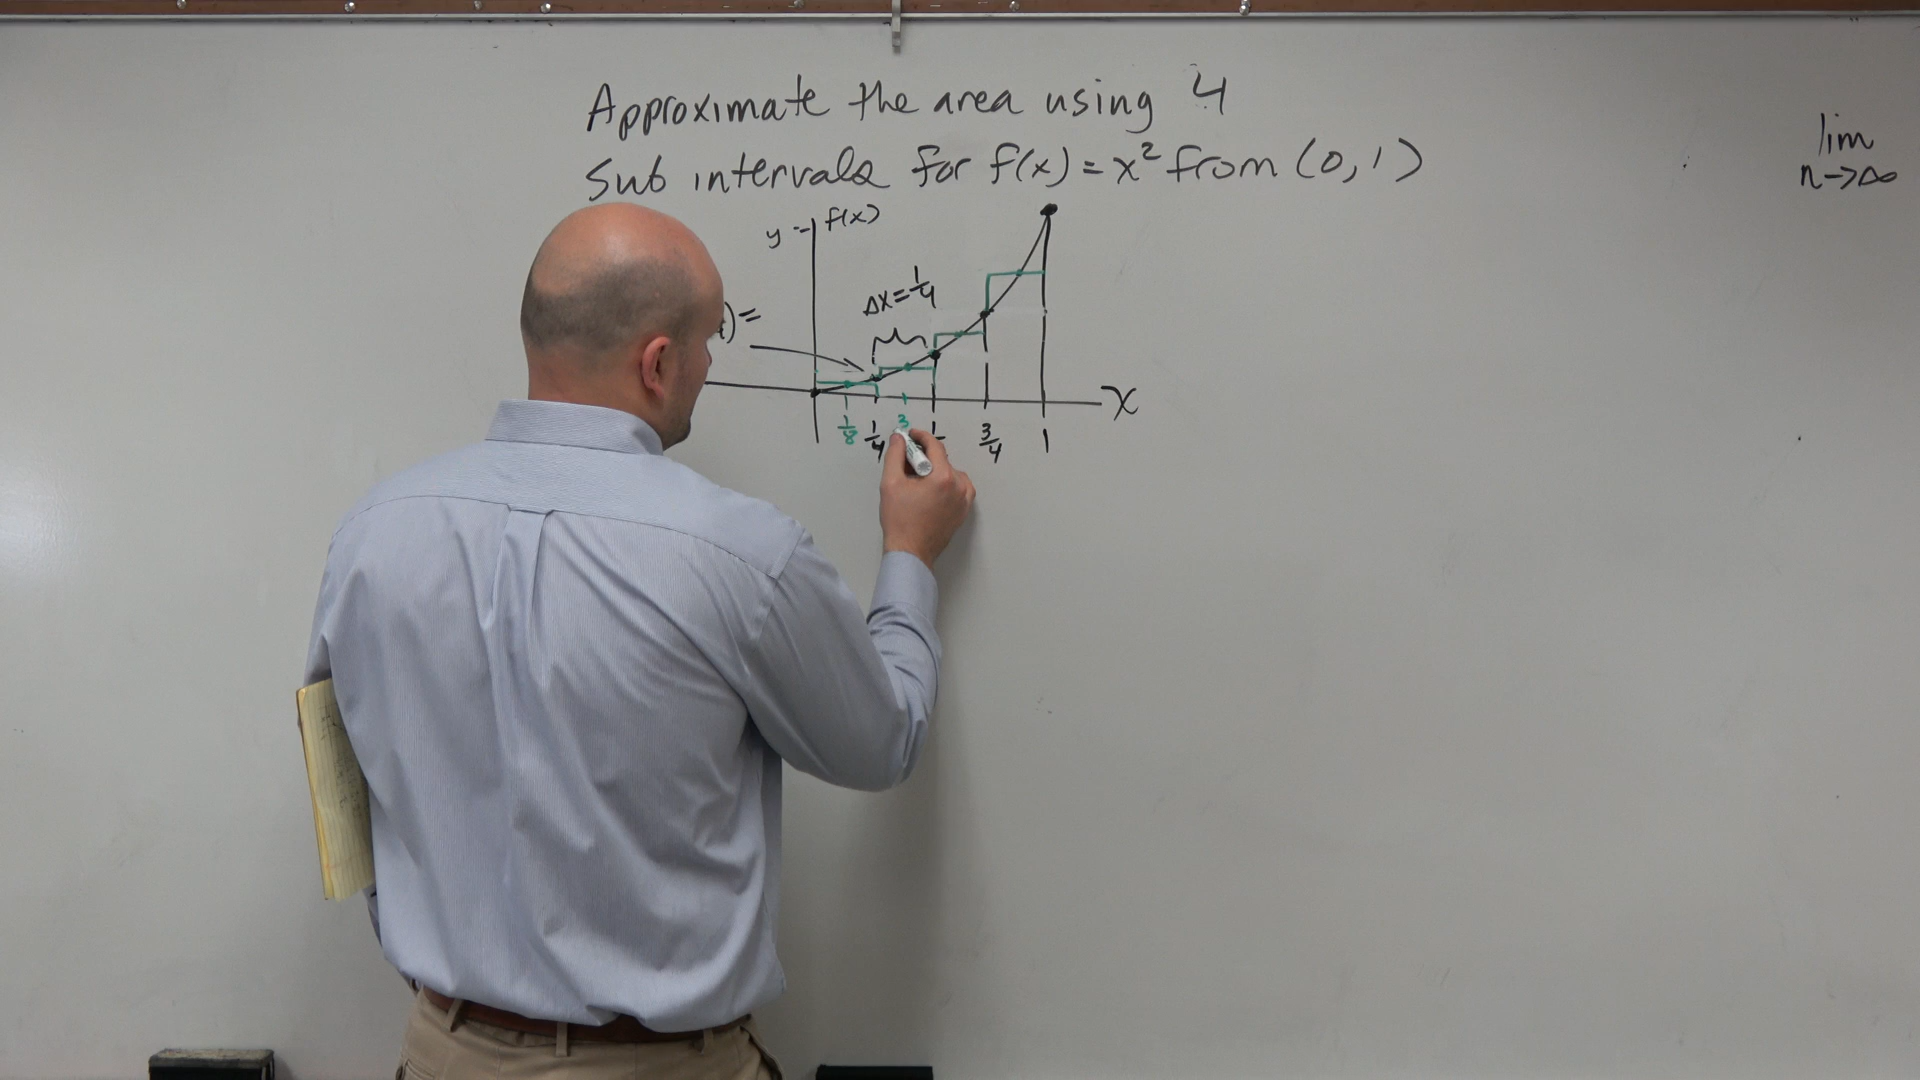 Approximate the area using 4
Sub intervals for f(x) = x² from (0, 1)
lim
n->∞
y = f(x)
Δx = 1/4
) =
x
1/8 1/4 3 3/4 1